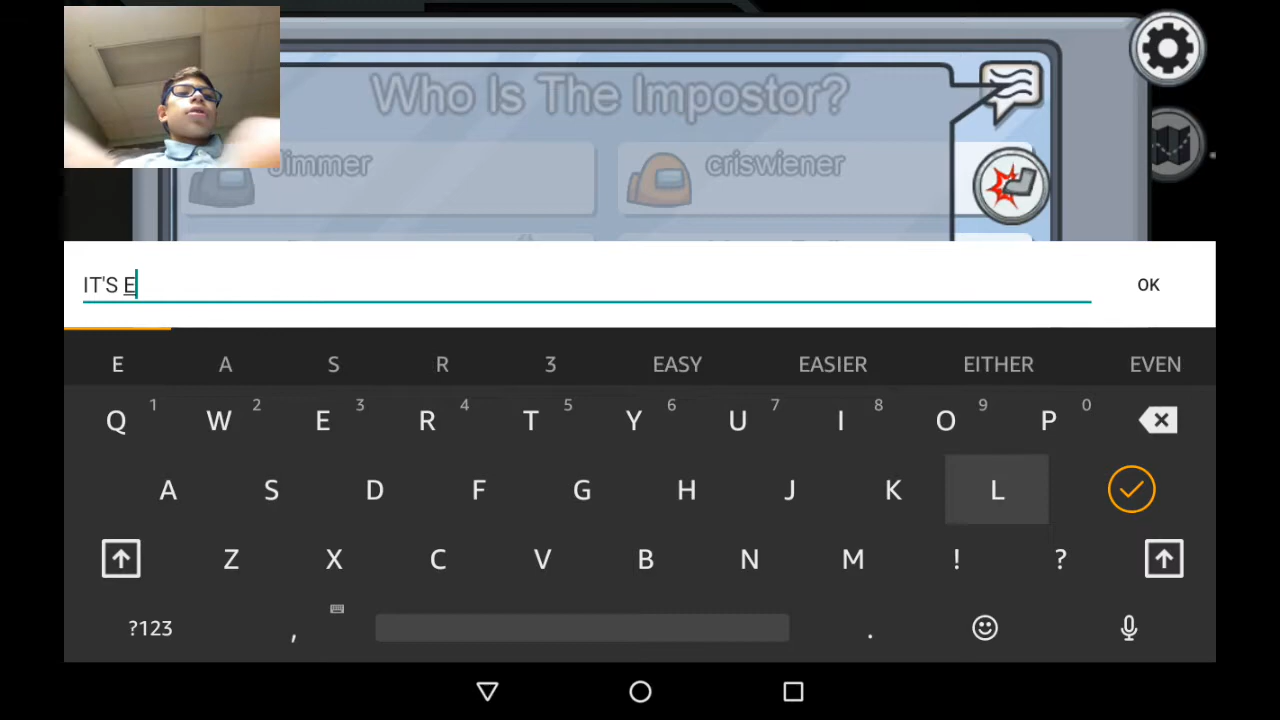 Who Is The Impostor?
Jimmer
criswiener
IT'S E
OK
E A S R 3 EASY EASIER EITHER EVEN
1 2 3 4 5 6 7 8 9 0
Q W E R T Y U I O P
A S D F G H J K L
Z X C V B N M ! ?
?123 , .